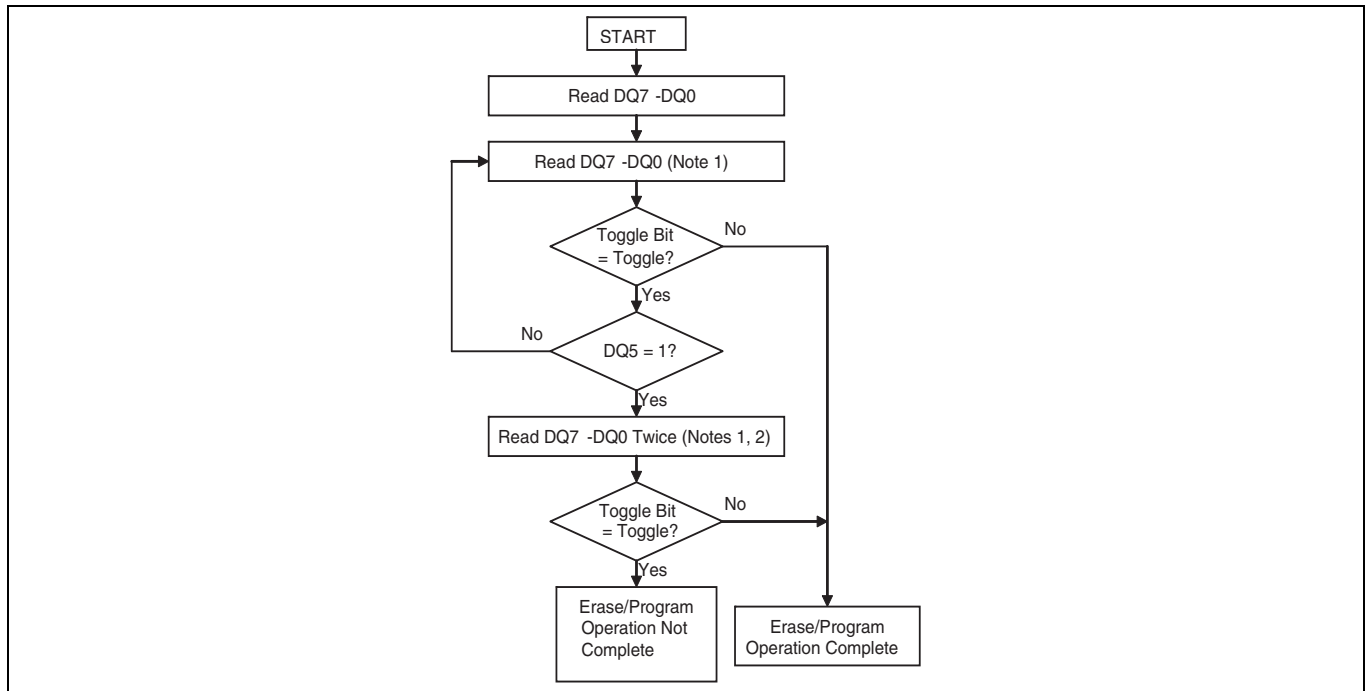 START
Read DQ7 -DQ0
Read DQ7 -DQ0 (Note 1)
Toggle Bit
= Toggle?
No
Yes
DQ5 = 1?
No
Yes
Read DQ7 -DQ0 Twice (Notes 1, 2)
Toggle Bit
= Toggle?
No
Yes
Erase/Program
Operation Not
Complete
Erase/Program
Operation Complete